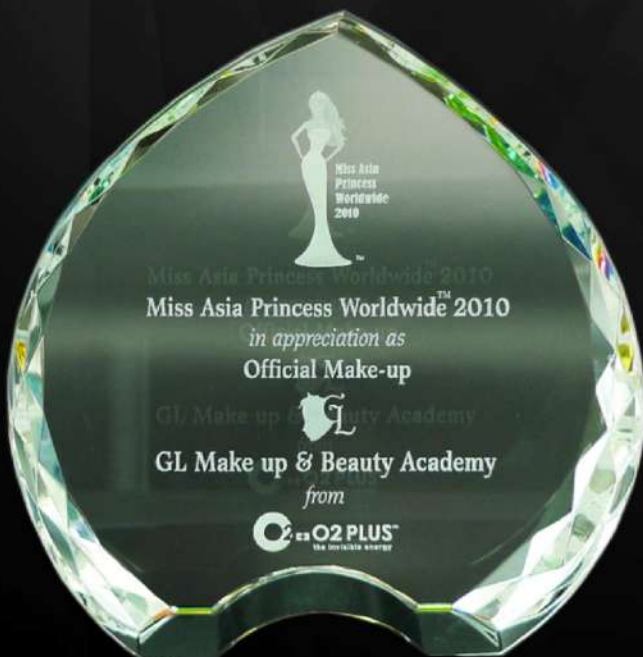 Miss Asia
Princess
Worldwide
2010
TM
Miss Asia Princess Worldwide™ 2010
in appreciation as
Official Make-up
GL
GL Make up & Beauty Academy
from
O2 PLUS™
the invisible energy